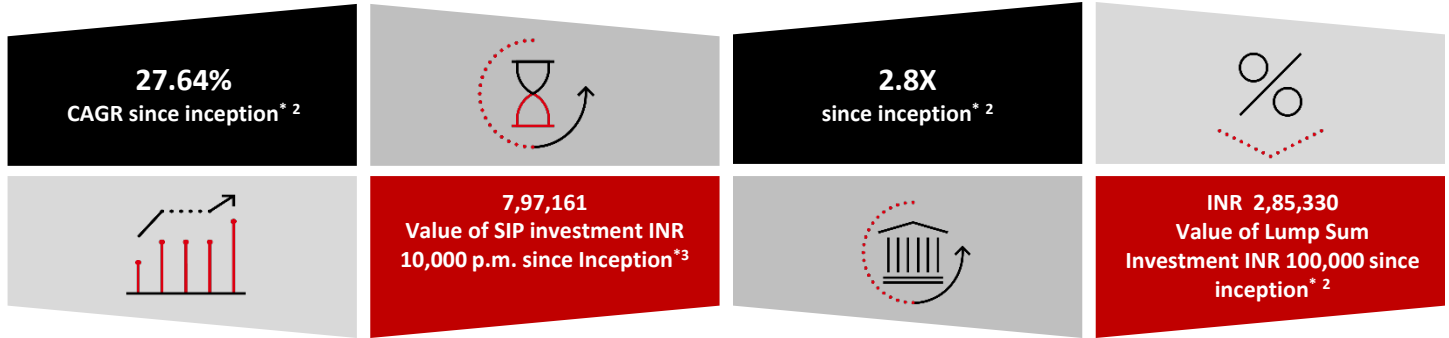 27.64%
CAGR since inception* 2
2.8X
since inception* 2
7,97,161
Value of SIP investment INR
10,000 p.m. since Inception*3
INR 2,85,330
Value of Lump Sum
Investment INR 100,000 since
inception* 2